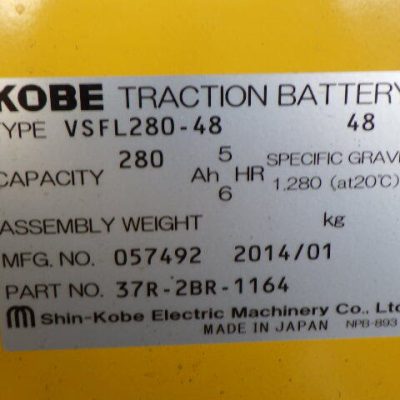 KOBE TRACTION BATTERY
TYPE VSFL280-48 48
CAPACITY 280 Ah 5 HR
6
SPECIFIC GRAV
1.280 (at20℃)
ASSEMBLY WEIGHT kg
MFG. NO. 057492 2014/01
PART NO. 37R-2BR-1164
Shin-Kobe Electric Machinery Co., Ltd
MADE IN JAPAN NPB-893